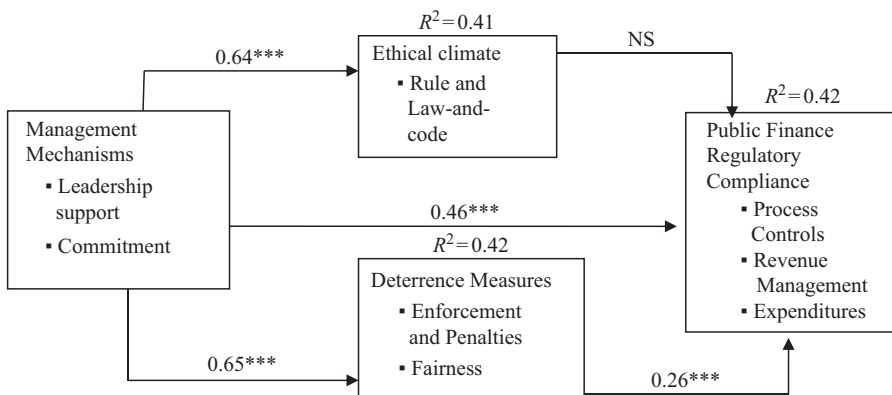 R² = 0.41
Ethical climate
▪ Rule and
Law-and-
code
0.64***
NS
R² = 0.42
Management
Mechanisms
▪ Leadership
support
▪ Commitment
Public Finance
Regulatory
Compliance
▪ Process
Controls
▪ Revenue
Management
▪ Expenditures
0.46***
R² = 0.42
Deterrence Measures
▪ Enforcement
and Penalties
▪ Fairness
0.65***
0.26***